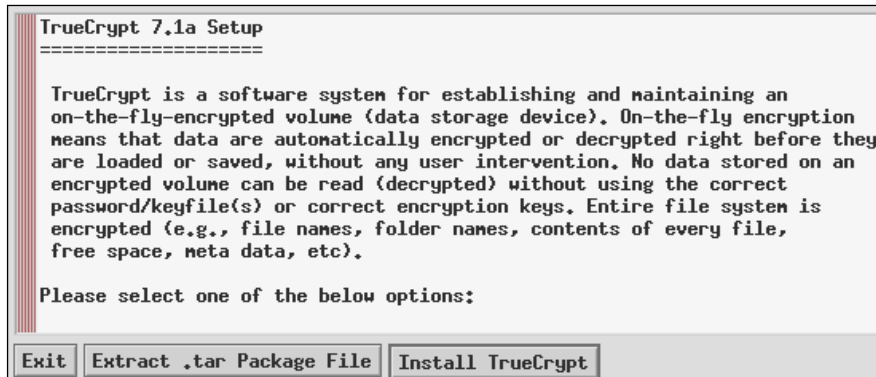 TrueCrypt 7.1a Setup
====================
TrueCrypt is a software system for establishing and maintaining an
on-the-fly-encrypted volume (data storage device). On-the-fly encryption
means that data are automatically encrypted or decrypted right before they
are loaded or saved, without any user intervention. No data stored on an
encrypted volume can be read (decrypted) without using the correct
password/keyfile(s) or correct encryption keys. Entire file system is
encrypted (e.g., file names, folder names, contents of every file,
free space, meta data, etc).
Please select one of the below options:
Exit Extract .tar Package File Install TrueCrypt